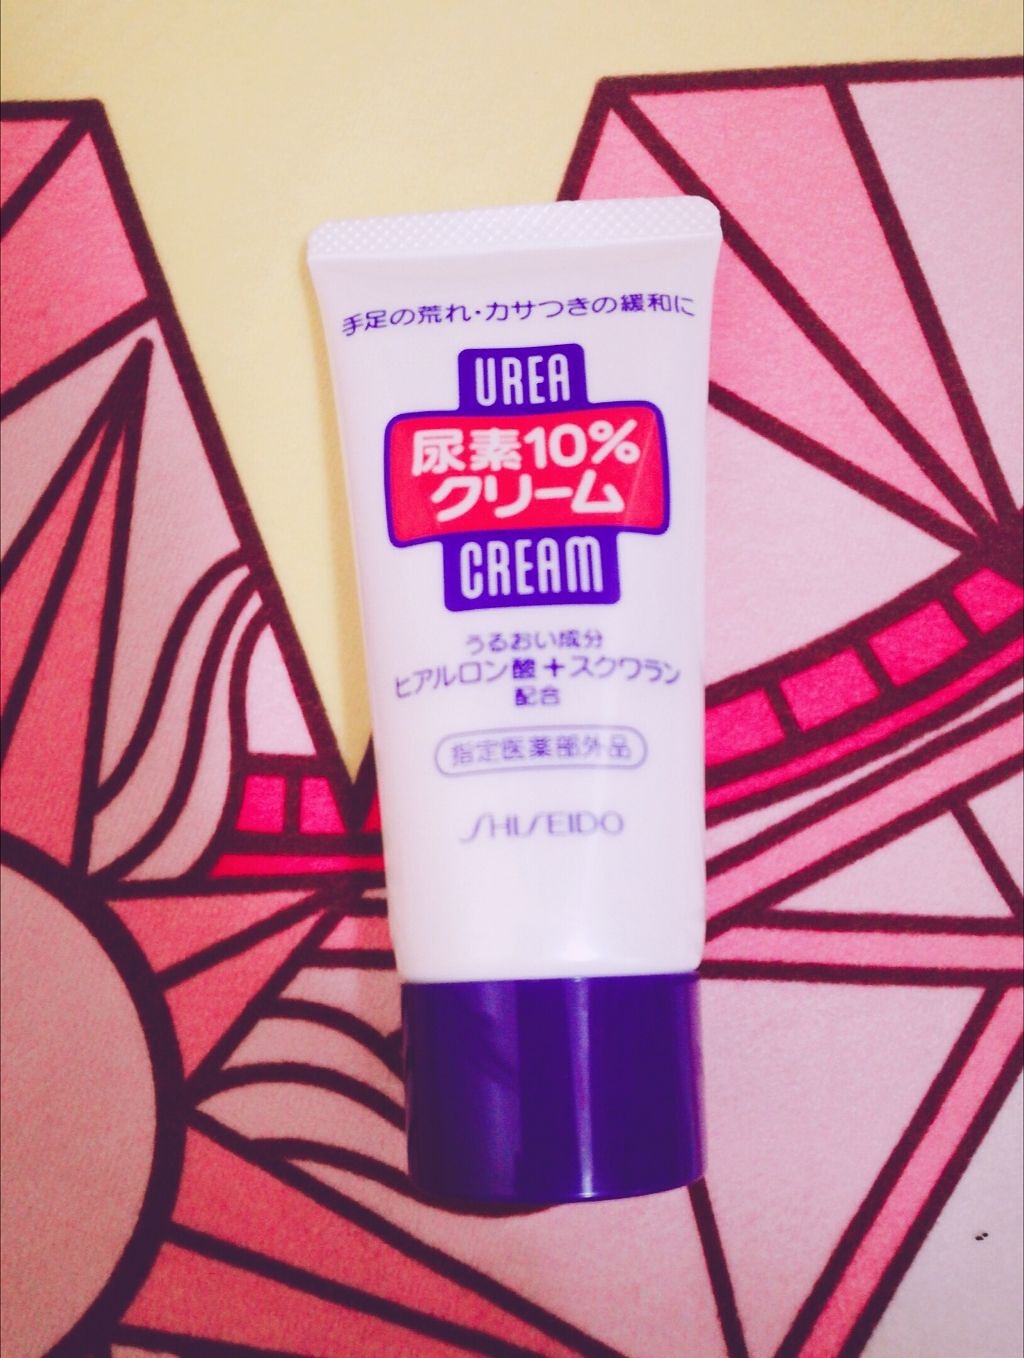 手足の荒れ・カサつきの緩和に
UREA
尿素10%
クリーム
CREAM
うるおい成分
ヒアルロン酸+スクワラン
配合
指定医薬部外品
SHISEIDO